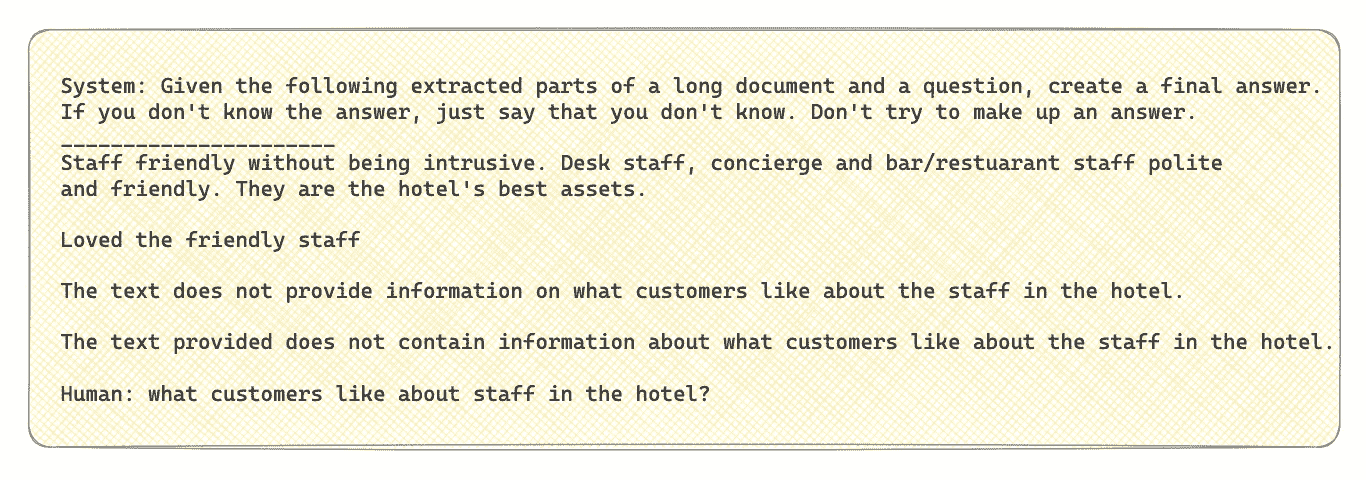 System: Given the following extracted parts of a long document and a question, create a final answer.
If you don't know the answer, just say that you don't know. Don't try to make up an answer.
______________________
Staff friendly without being intrusive. Desk staff, concierge and bar/restuarant staff polite
and friendly. They are the hotel's best assets.
Loved the friendly staff
The text does not provide information on what customers like about the staff in the hotel.
The text provided does not contain information about what customers like about the staff in the hotel.
Human: what customers like about staff in the hotel?